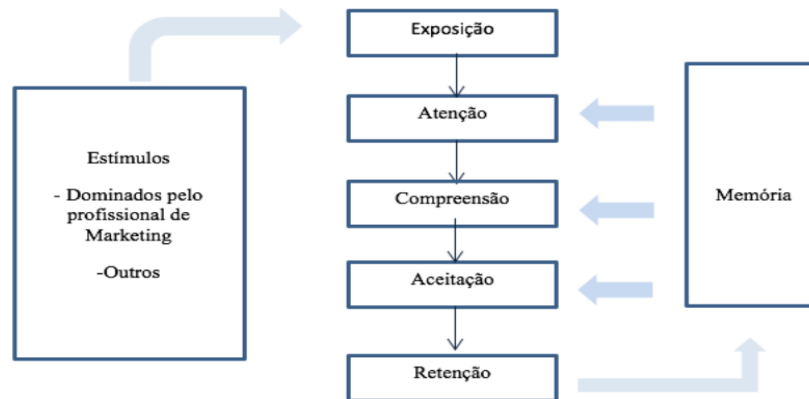 Estímulos
- Dominados pelo
profissional de
Marketing
-Outros
Exposição
Atenção
Compreensão
Aceitação
Retenção
Memória